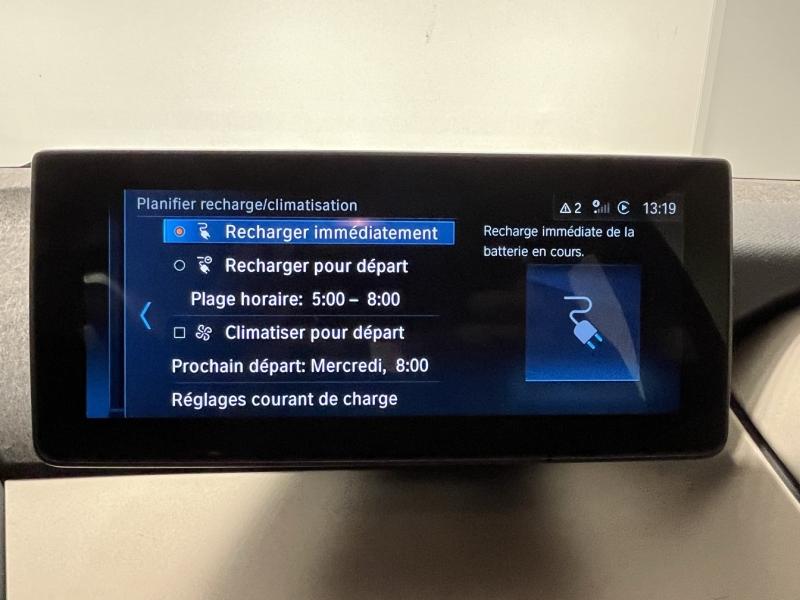 Planifier recharge/climatisation
2 13:19
Recharger immédiatement
Recharger pour départ
Plage horaire: 5:00 – 8:00
Climatiser pour départ
Prochain départ: Mercredi, 8:00
Réglages courant de charge
Recharge immédiate de la
batterie en cours.